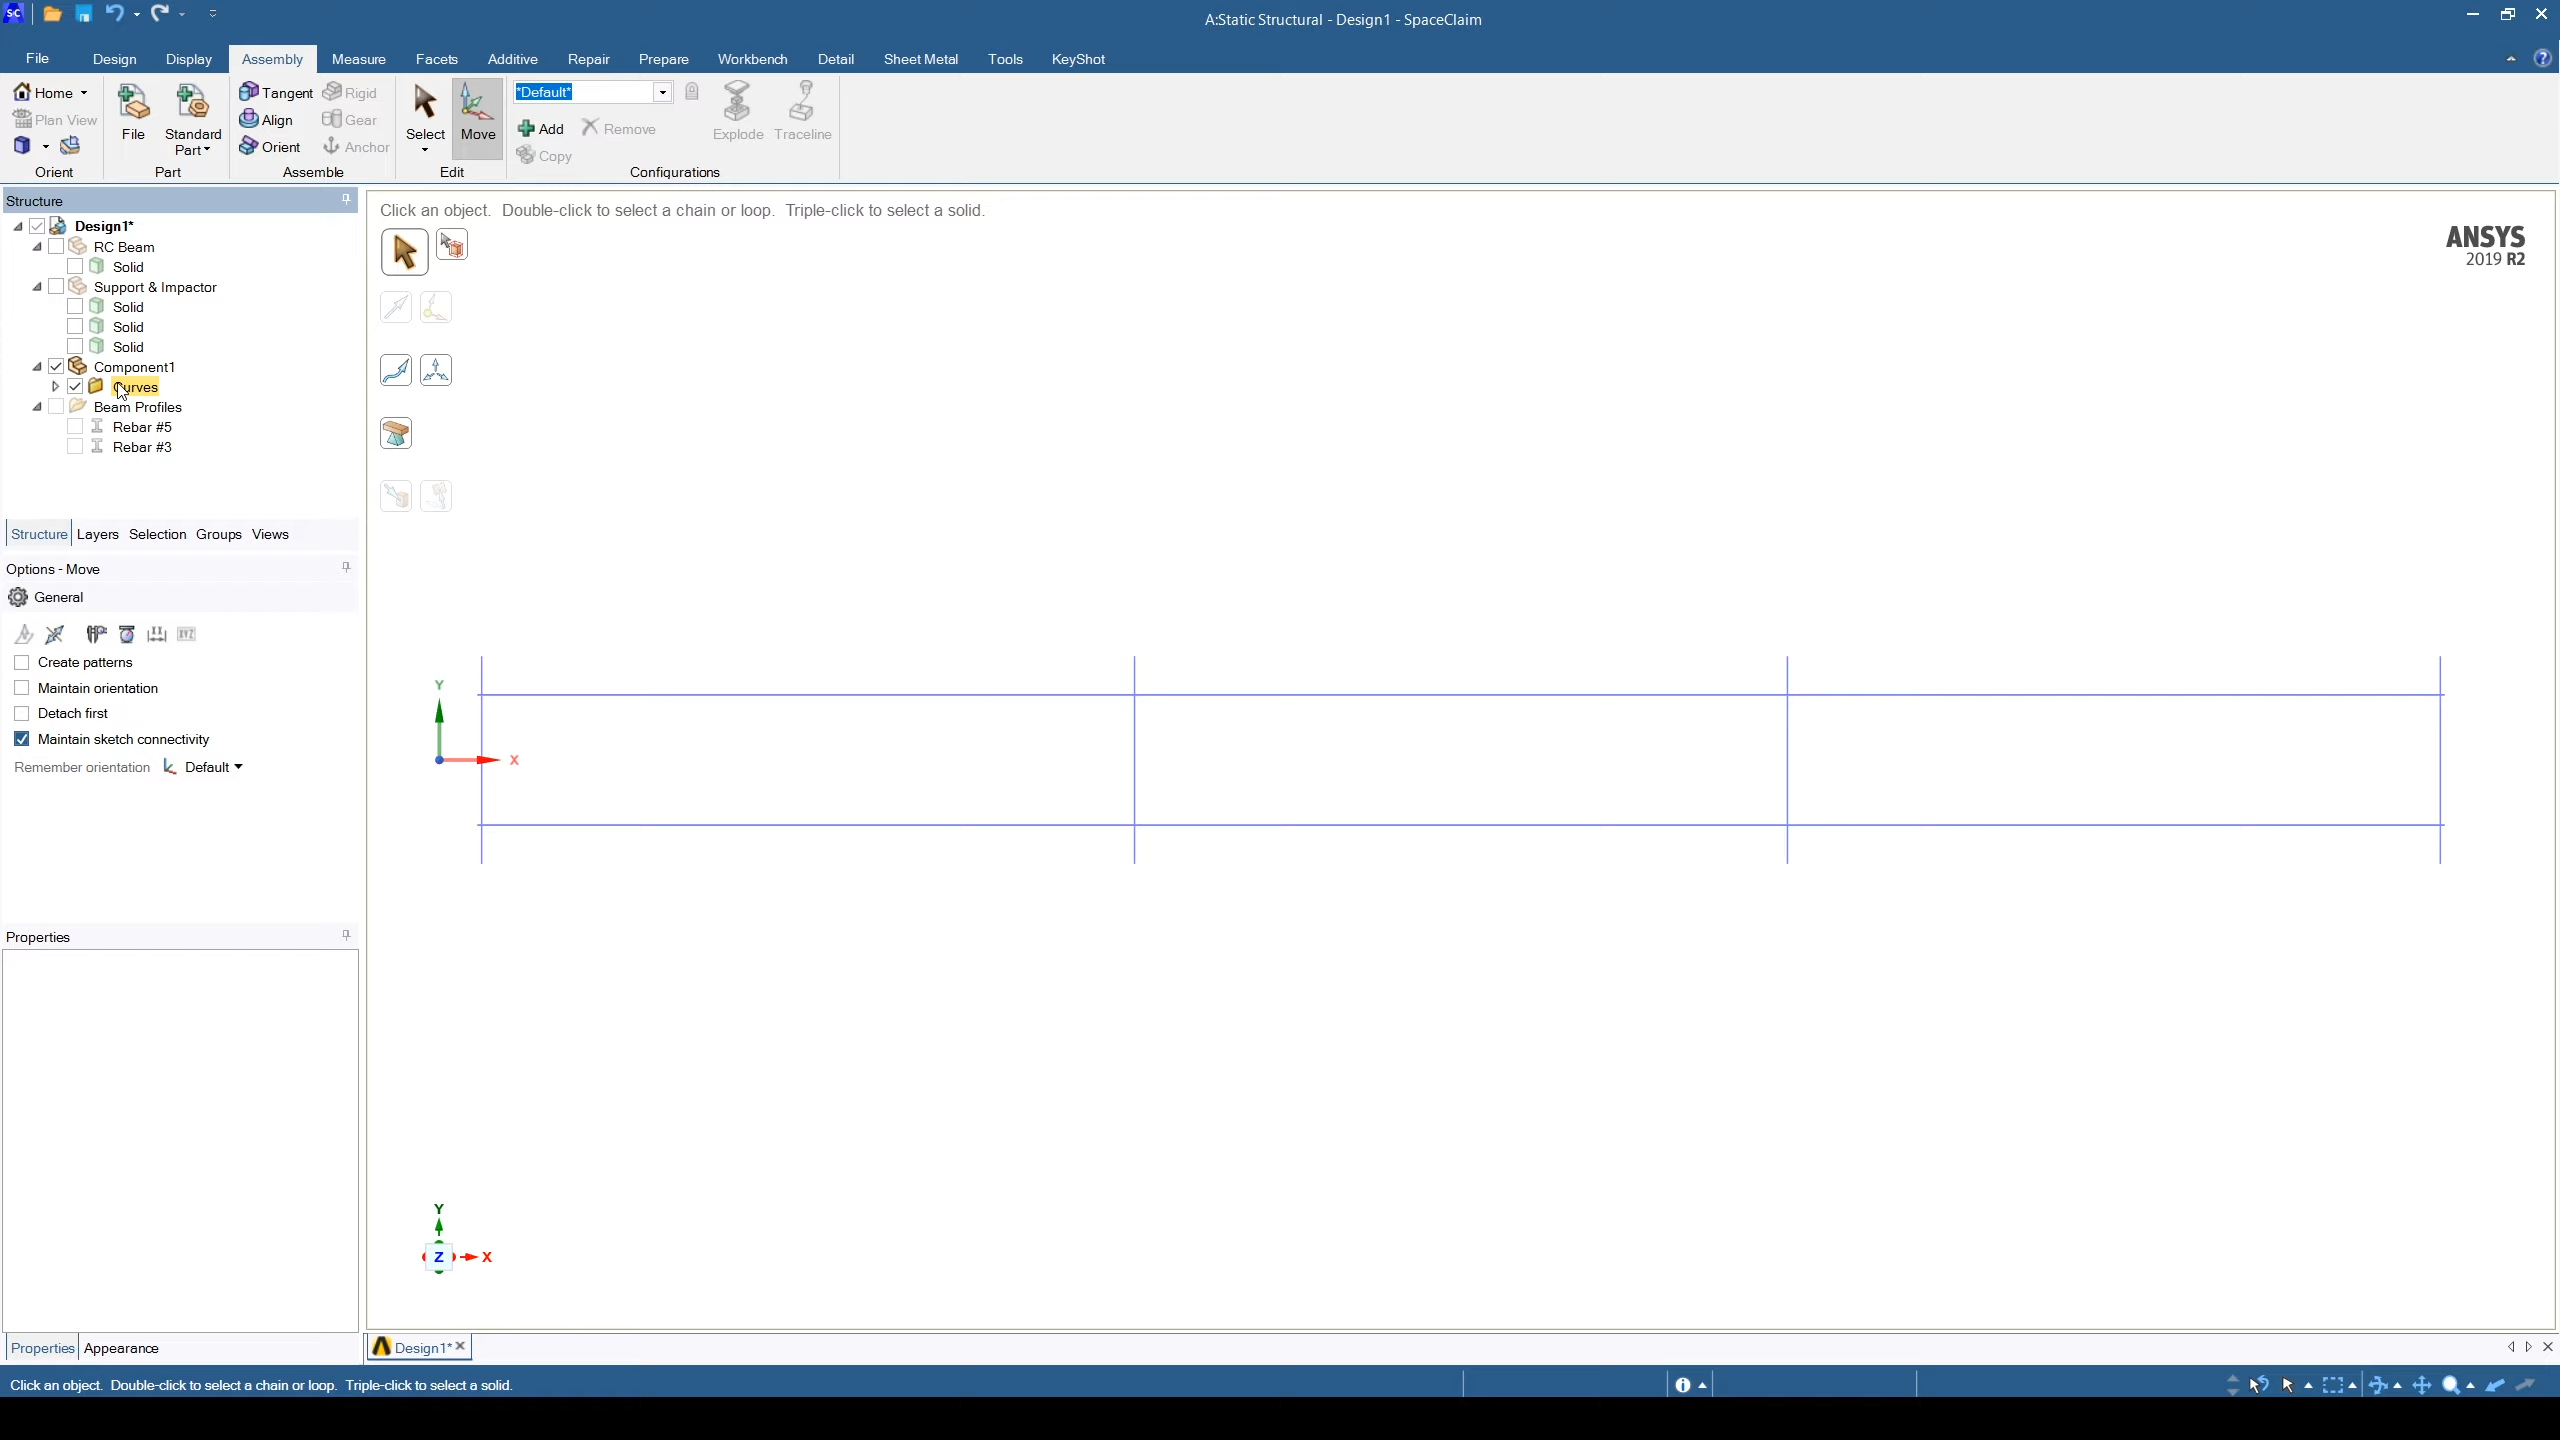 SC
A:Static Structural - Design1 - SpaceClaim
File Design Display Assembly Measure Facets Additive Repair Prepare Workbench Detail Sheet Metal Tools KeyShot
Home
Plan View
Orient
File
Standard Part
Part
Tangent
Align
Orient
Rigid
Gear
Anchor
Assemble
Select
Move
Edit
*Default*
Add
Remove
Copy
Explode
Traceline
Configurations
Structure
Design1*
RC Beam
Solid
Support & Impactor
Solid
Solid
Solid
Component1
Curves
Beam Profiles
Rebar #5
Rebar #3
Structure Layers Selection Groups Views
Options - Move
General
XYZ
Create patterns
Maintain orientation
Detach first
Maintain sketch connectivity
Remember orientation Default
Properties
Properties Appearance
Click an object. Double-click to select a chain or loop. Triple-click to select a solid.
ANSYS
2019 R2
Y
X
Y
Z
X
Design1*
Click an object. Double-click to select a chain or loop. Triple-click to select a solid.